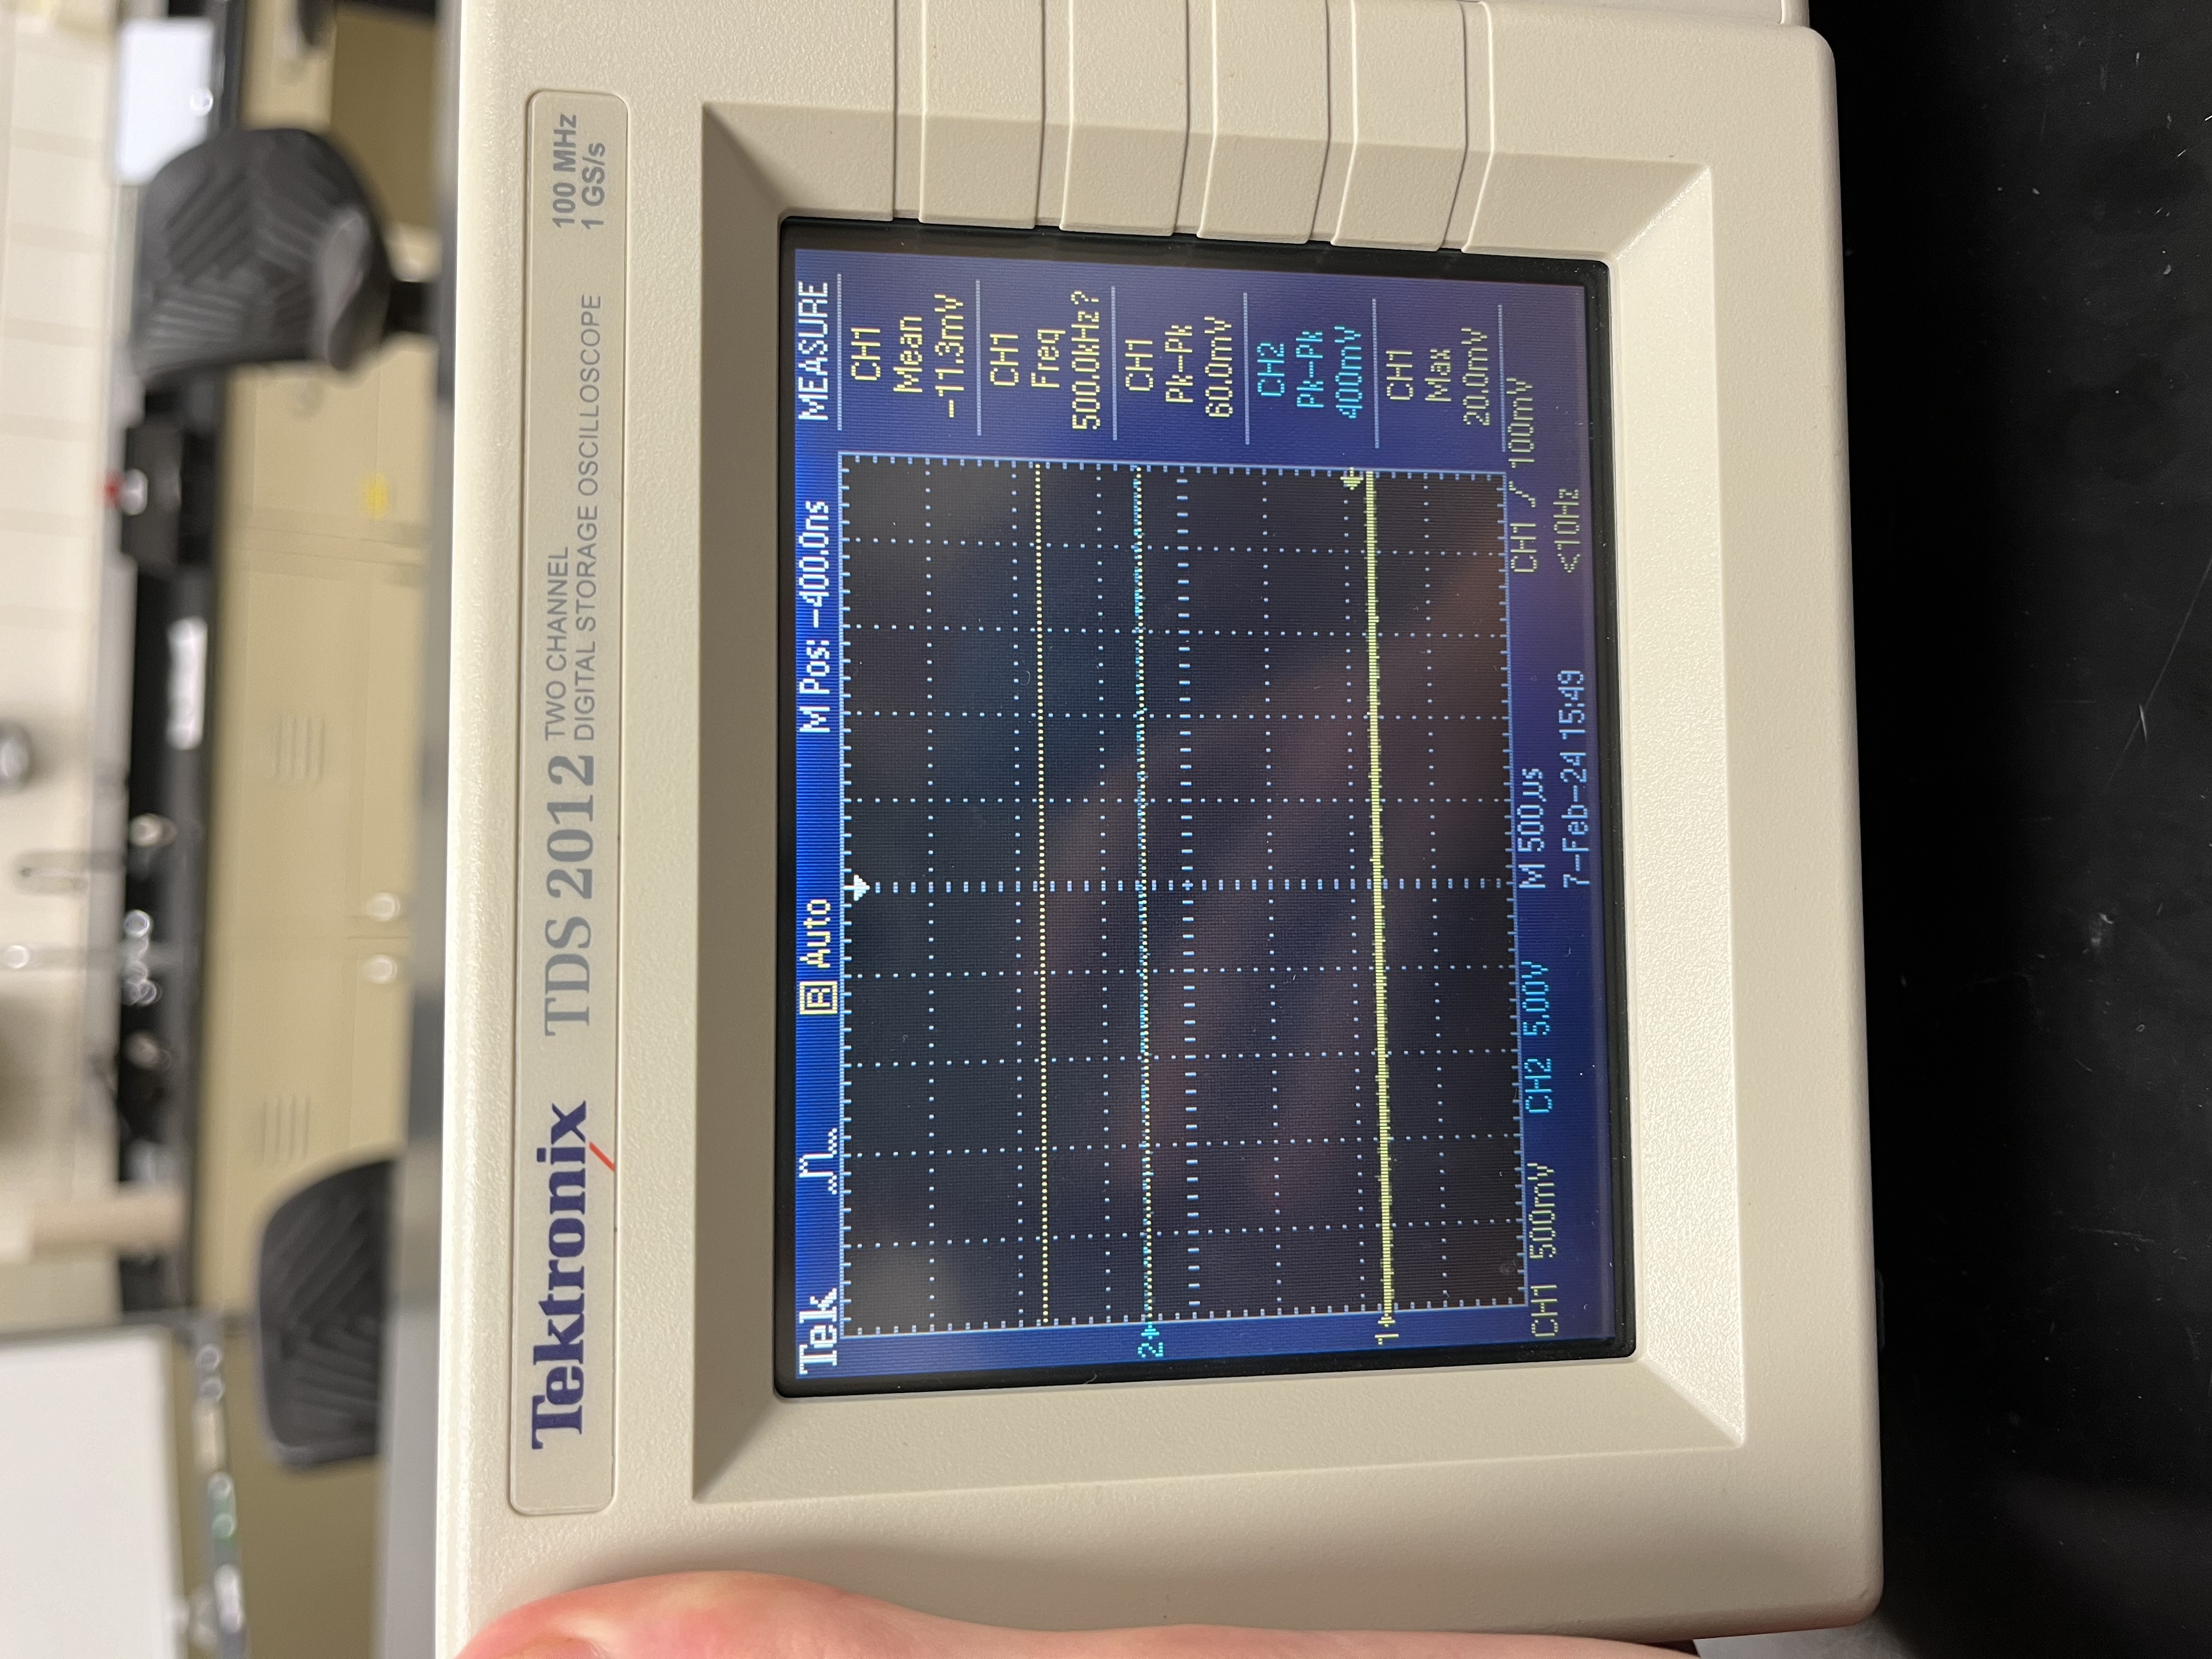 Tektronix TDS 2012 TWO CHANNEL
DIGITAL STORAGE OSCILLOSCOPE
100 MHz
1 GS/s
Tek R Auto M Pos: -400.0ns MEASURE
CH1
Mean
-11.3mV
CH1
Freq
500.0kHz?
CH1
Pk-Pk
60.0mV
CH2
Pk-Pk
400mV
CH1
Max
20.0mV
2
1
CH1 500mV CH2 5.00V M 500µs CH1 100mV
7-Feb-24 15:49 <10Hz